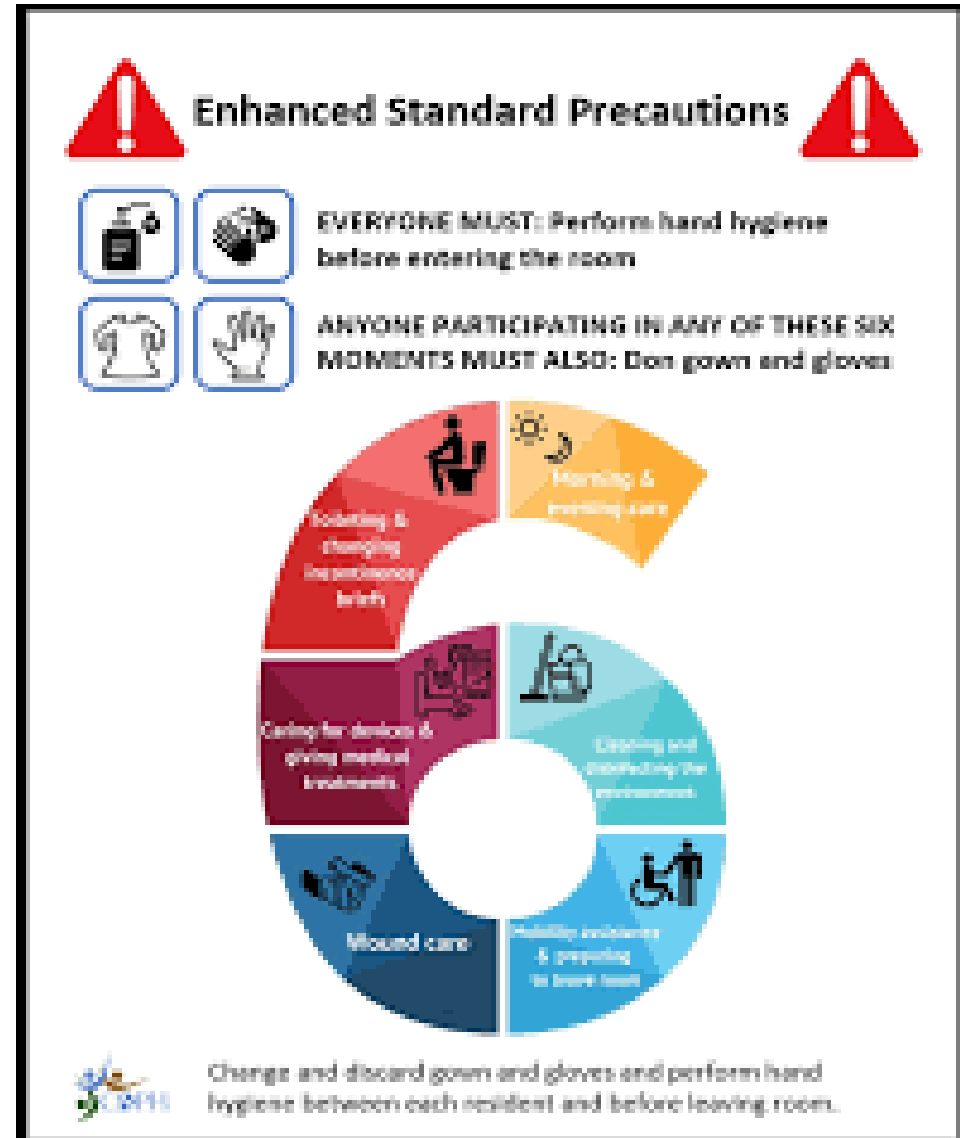 Enhanced Standard Precautions
EVERYONE MUST: Perform hand hygiene
before entering the room
ANYONE PARTICIPATING IN ANY OF THESE SIX
MOMENTS MUST ALSO: Don gown and gloves
Morning &
evening care
Toileting &
changing
incontinence
briefs
Caring for devices &
giving medical
treatments
Cleaning and
disinfecting the
environment
Wound care
Mobility assistance
& preparing
to leave room
CDPH
Change and discard gown and gloves and perform hand
hygiene between each resident and before leaving room.